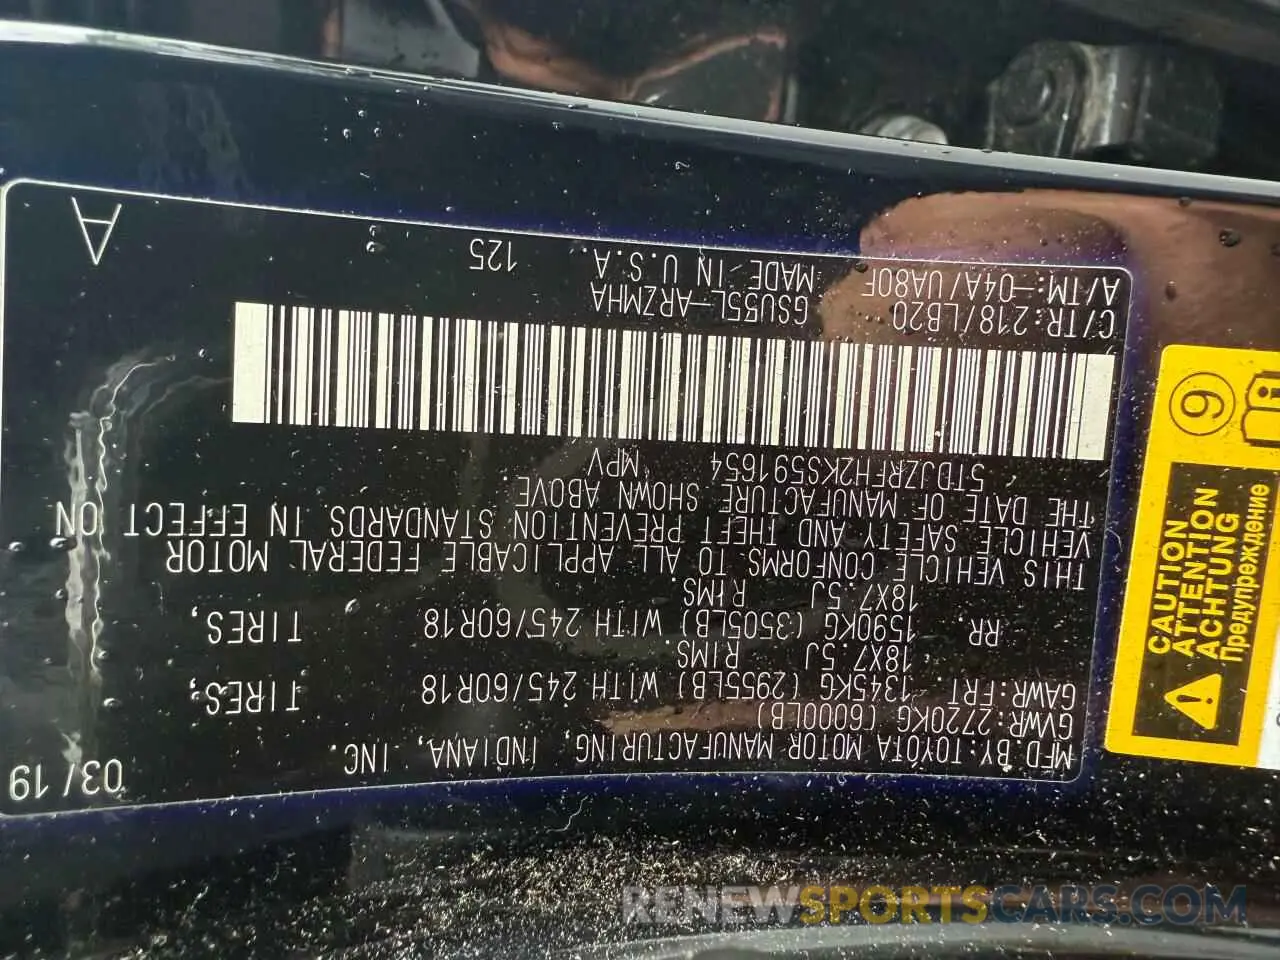 MFD.BY:TOYOTA MOTOR MANUFACTURING, INDIANA, INC. 03/19
GVWR:2720KG(6000LB)
GAWR:FRT. 1345KG(2955LB) WITH 245/60R18 TIRES,
18X7.5J RIMS
RR. 1590KG(3505LB) WITH 245/60R18 TIRES,
18X7.5J RIMS
THIS VEHICLE CONFORMS TO ALL APPLICABLE FEDERAL MOTOR
VEHICLE SAFETY AND THEFT PREVENTION STANDARDS IN EFFECT ON
THE DATE OF MANUFACTURE SHOWN ABOVE.
5TDJZRFH2KS591654 MPV
C/TR:218/LB20 GSU55L-ARZMHA
A/TM:-04A/UA80F MADE IN U.S.A. 125
A
CAUTION
ATTENTION
ACHTUNG
Предупреждение
RENEWSPORTSCARS.COM